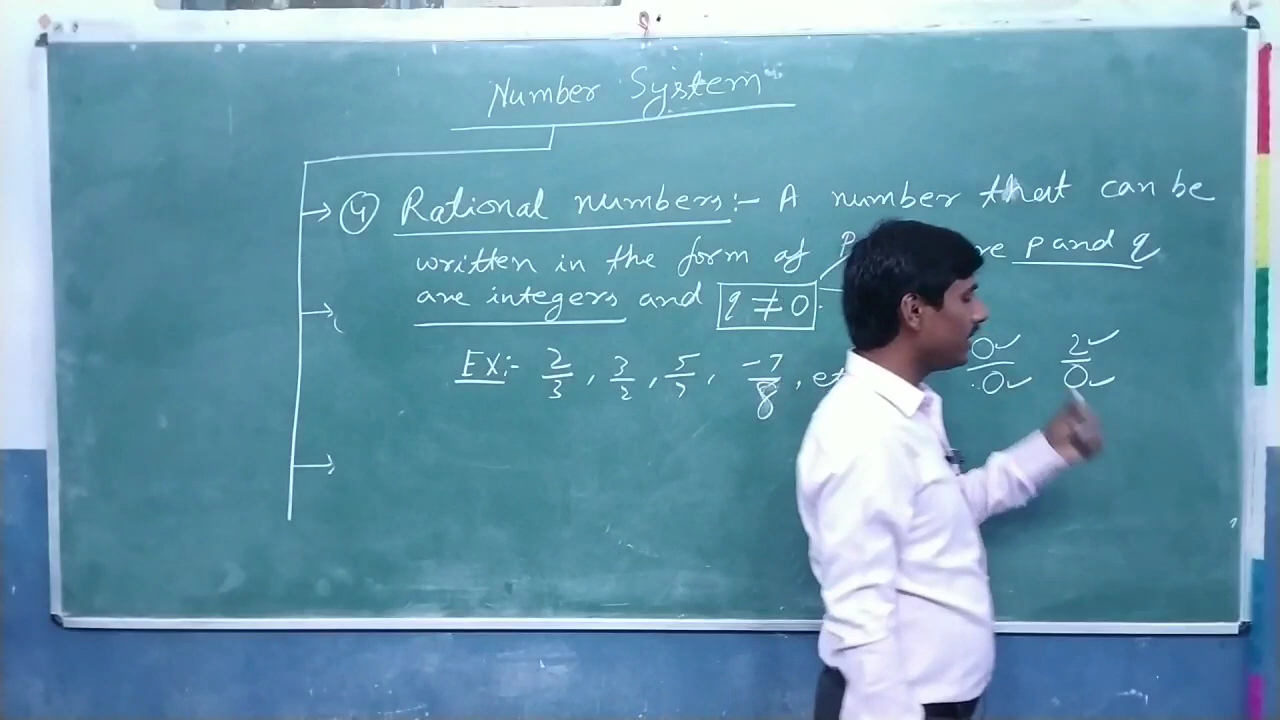 Number System
(4) Rational numbers:- A number that can be
written in the form of P re p and q
are integers and q ≠ 0.
EX:- 2/3, 3/2, 5/7, -7/8, et 0✓/0✓ 2✓/0✓